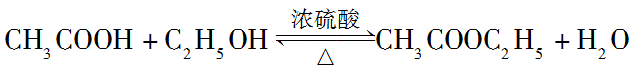 浓硫酸
CH₃COOH + C₂H₅OH ⇌ CH₃COOC₂H₅ + H₂O
△